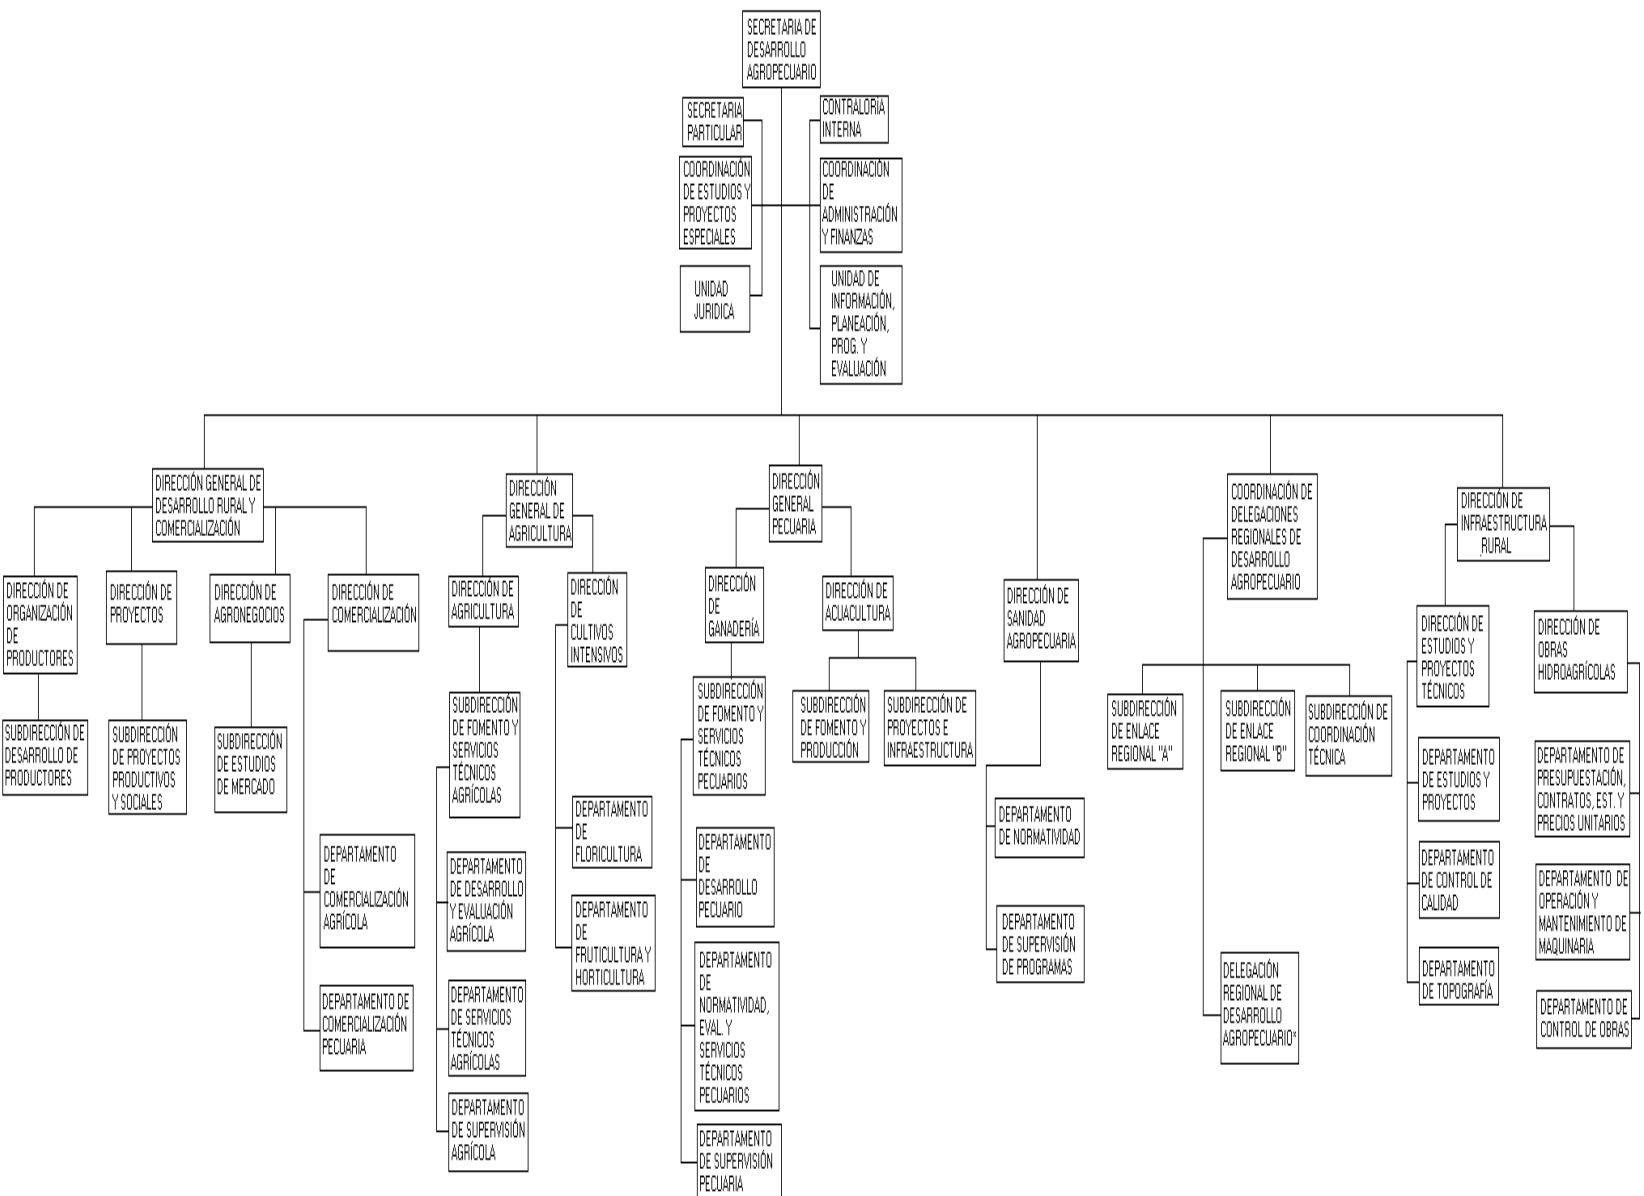 SECRETARIA DE
DESARROLLO
AGROPECUARIO
SECRETARIA
PARTICULAR
CONTRALORÍA
INTERNA
COORDINACIÓN
DE ESTUDIOS Y
PROYECTOS
ESPECIALES
COORDINACIÓN
DE
ADMINISTRACIÓN
Y FINANZAS
UNIDAD
JURIDICA
UNIDAD DE
INFORMACIÓN,
PLANEACIÓN,
PROG. Y
EVALUACIÓN
DIRECCIÓN GENERAL DE
DESARROLLO RURAL Y
COMERCIALIZACIÓN
DIRECCIÓN
GENERAL DE
AGRICULTURA
DIRECCIÓN
GENERAL
PECUARIA
COORDINACIÓN DE
DELEGACIONES
REGIONALES DE
DESARROLLO
AGROPECUARIO
DIRECCIÓN DE
INFRAESTRUCTURA
RURAL
DIRECCIÓN DE
ORGANIZACIÓN
DE
PRODUCTORES
DIRECCIÓN DE
PROYECTOS
DIRECCIÓN DE
AGRONEGOCIOS
DIRECCIÓN DE
COMERCIALIZACIÓN
DIRECCIÓN DE
AGRICULTURA
DIRECCIÓN
DE
CULTIVOS
INTENSIVOS
DIRECCIÓN
DE
GANADERÍA
DIRECCIÓN DE
ACUACULTURA
DIRECCIÓN DE
SANIDAD
AGROPECUARIA
DIRECCIÓN DE
ESTUDIOS Y
PROYECTOS
TÉCNICOS
DIRECCIÓN DE
OBRAS
HIDROAGRÍCOLAS
SUBDIRECCIÓN DE
DESARROLLO DE
PRODUCTORES
SUBDIRECCIÓN
DE PROYECTOS
PRODUCTIVOS
Y SOCIALES
SUBDIRECCIÓN
DE ESTUDIOS
DE MERCADO
SUBDIRECCIÓN
DE FOMENTO Y
SERVICIOS
TÉCNICOS
AGRÍCOLAS
SUBDIRECCIÓN
DE FOMENTO Y
SERVICIOS
TÉCNICOS
PECUARIOS
SUBDIRECCIÓN
DE FOMENTO Y
PRODUCCIÓN
SUBDIRECCIÓN DE
PROYECTOS E
INFRAESTRUCTURA
SUBDIRECCIÓN
DE ENLACE
REGIONAL "A"
SUBDIRECCIÓN
DE ENLACE
REGIONAL "B"
SUBDIRECCIÓN DE
COORDINACIÓN
TÉCNICA
DEPARTAMENTO
DE ESTUDIOS Y
PROYECTOS
DEPARTAMENTO DE
PRESUPUESTACIÓN,
CONTRATOS, EST. Y
PRECIOS UNITARIOS
DEPARTAMENTO
DE
COMERCIALIZACIÓN
AGRÍCOLA
DEPARTAMENTO
DE DESARROLLO
Y EVALUACIÓN
AGRÍCOLA
DEPARTAMENTO
DE
FLORICULTURA
DEPARTAMENTO
DE
DESARROLLO
PECUARIO
DEPARTAMENTO
DE NORMATIVIDAD
DEPARTAMENTO
DE CONTROL DE
CALIDAD
DEPARTAMENTO DE
OPERACIÓN Y
MANTENIMIENTO DE
MAQUINARIA
DEPARTAMENTO
DE
FRUTICULTURA Y
HORTICULTURA
DEPARTAMENTO
DE SUPERVISIÓN
DE PROGRAMAS
DEPARTAMENTO DE
COMERCIALIZACIÓN
PECUARIA
DEPARTAMENTO
DE SERVICIOS
TÉCNICOS
AGRÍCOLAS
DEPARTAMENTO
DE
NORMATIVIDAD,
EVAL. Y
SERVICIOS
TÉCNICOS
PECUARIOS
DELEGACIÓN
REGIONAL DE
DESARROLLO
AGROPECUARIO*
DEPARTAMENTO
DE TOPOGRAFÍA
DEPARTAMENTO DE
CONTROL DE OBRAS
DEPARTAMENTO
DE SUPERVISIÓN
AGRÍCOLA
DEPARTAMENTO
DE SUPERVISIÓN
PECUARIA